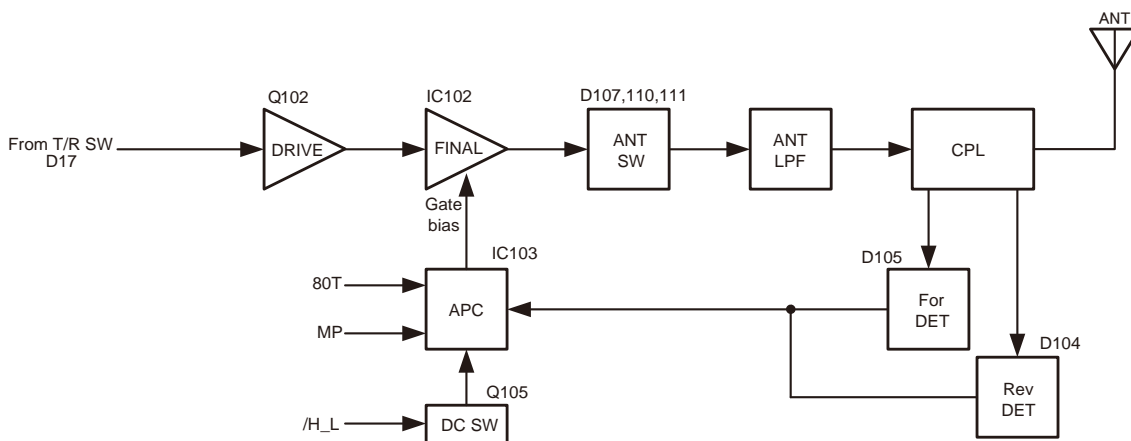 ANT
Q102
IC102
D107,110,111
From T/R SW
D17
DRIVE
FINAL
ANT
SW
ANT
LPF
CPL
Gate
bias
IC103
D105
80T
MP
APC
For
DET
D104
Q105
/H_L
DC SW
Rev
DET